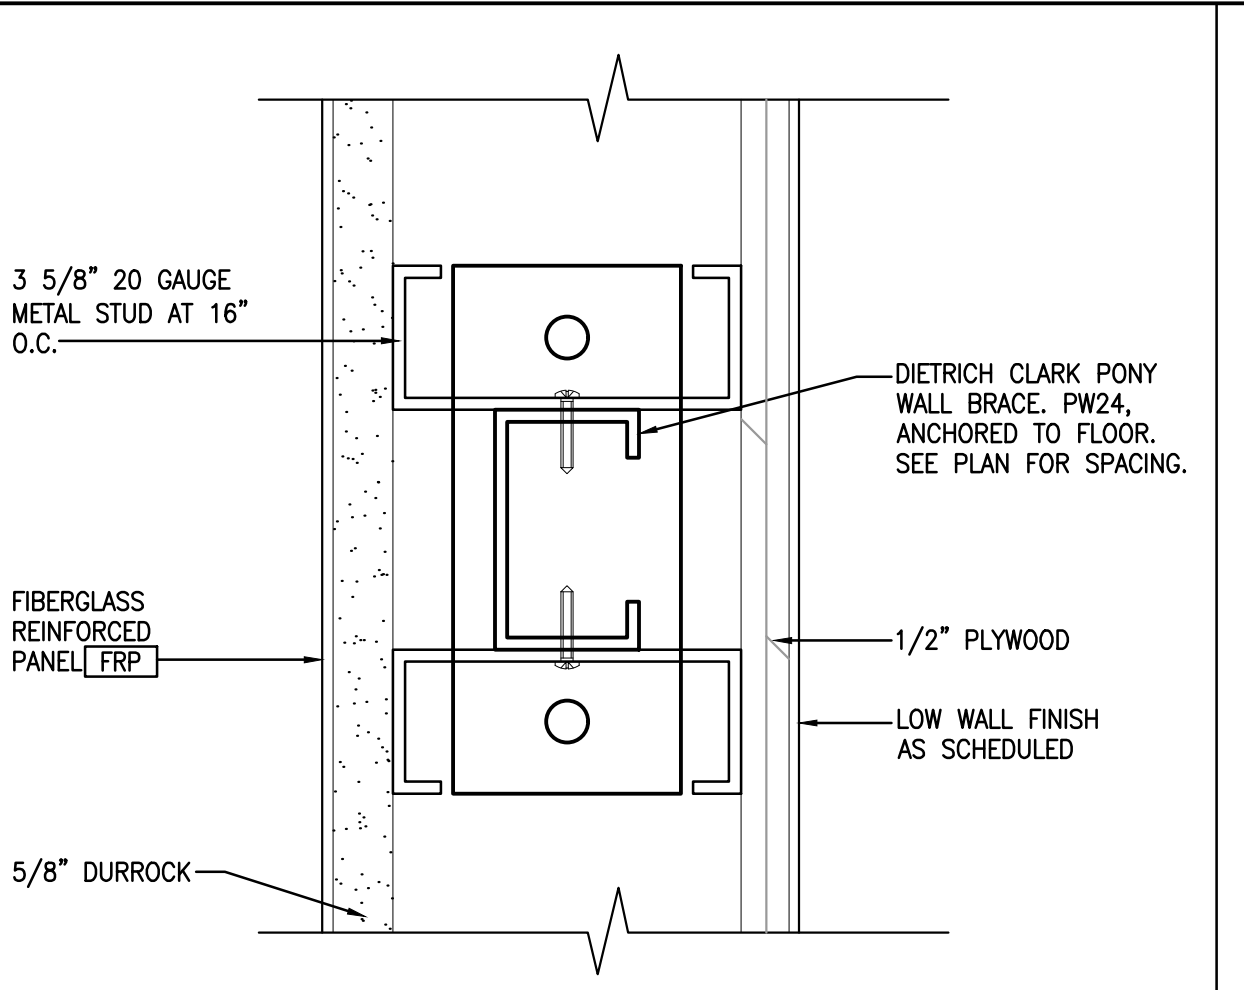 3 5/8” 20 GAUGE
METAL STUD AT 16”
O.C.
DIETRICH CLARK PONY
WALL BRACE. PW24,
ANCHORED TO FLOOR.
SEE PLAN FOR SPACING.
FIBERGLASS
REINFORCED
PANEL FRP
1/2” PLYWOOD
LOW WALL FINISH
AS SCHEDULED
5/8” DURROCK